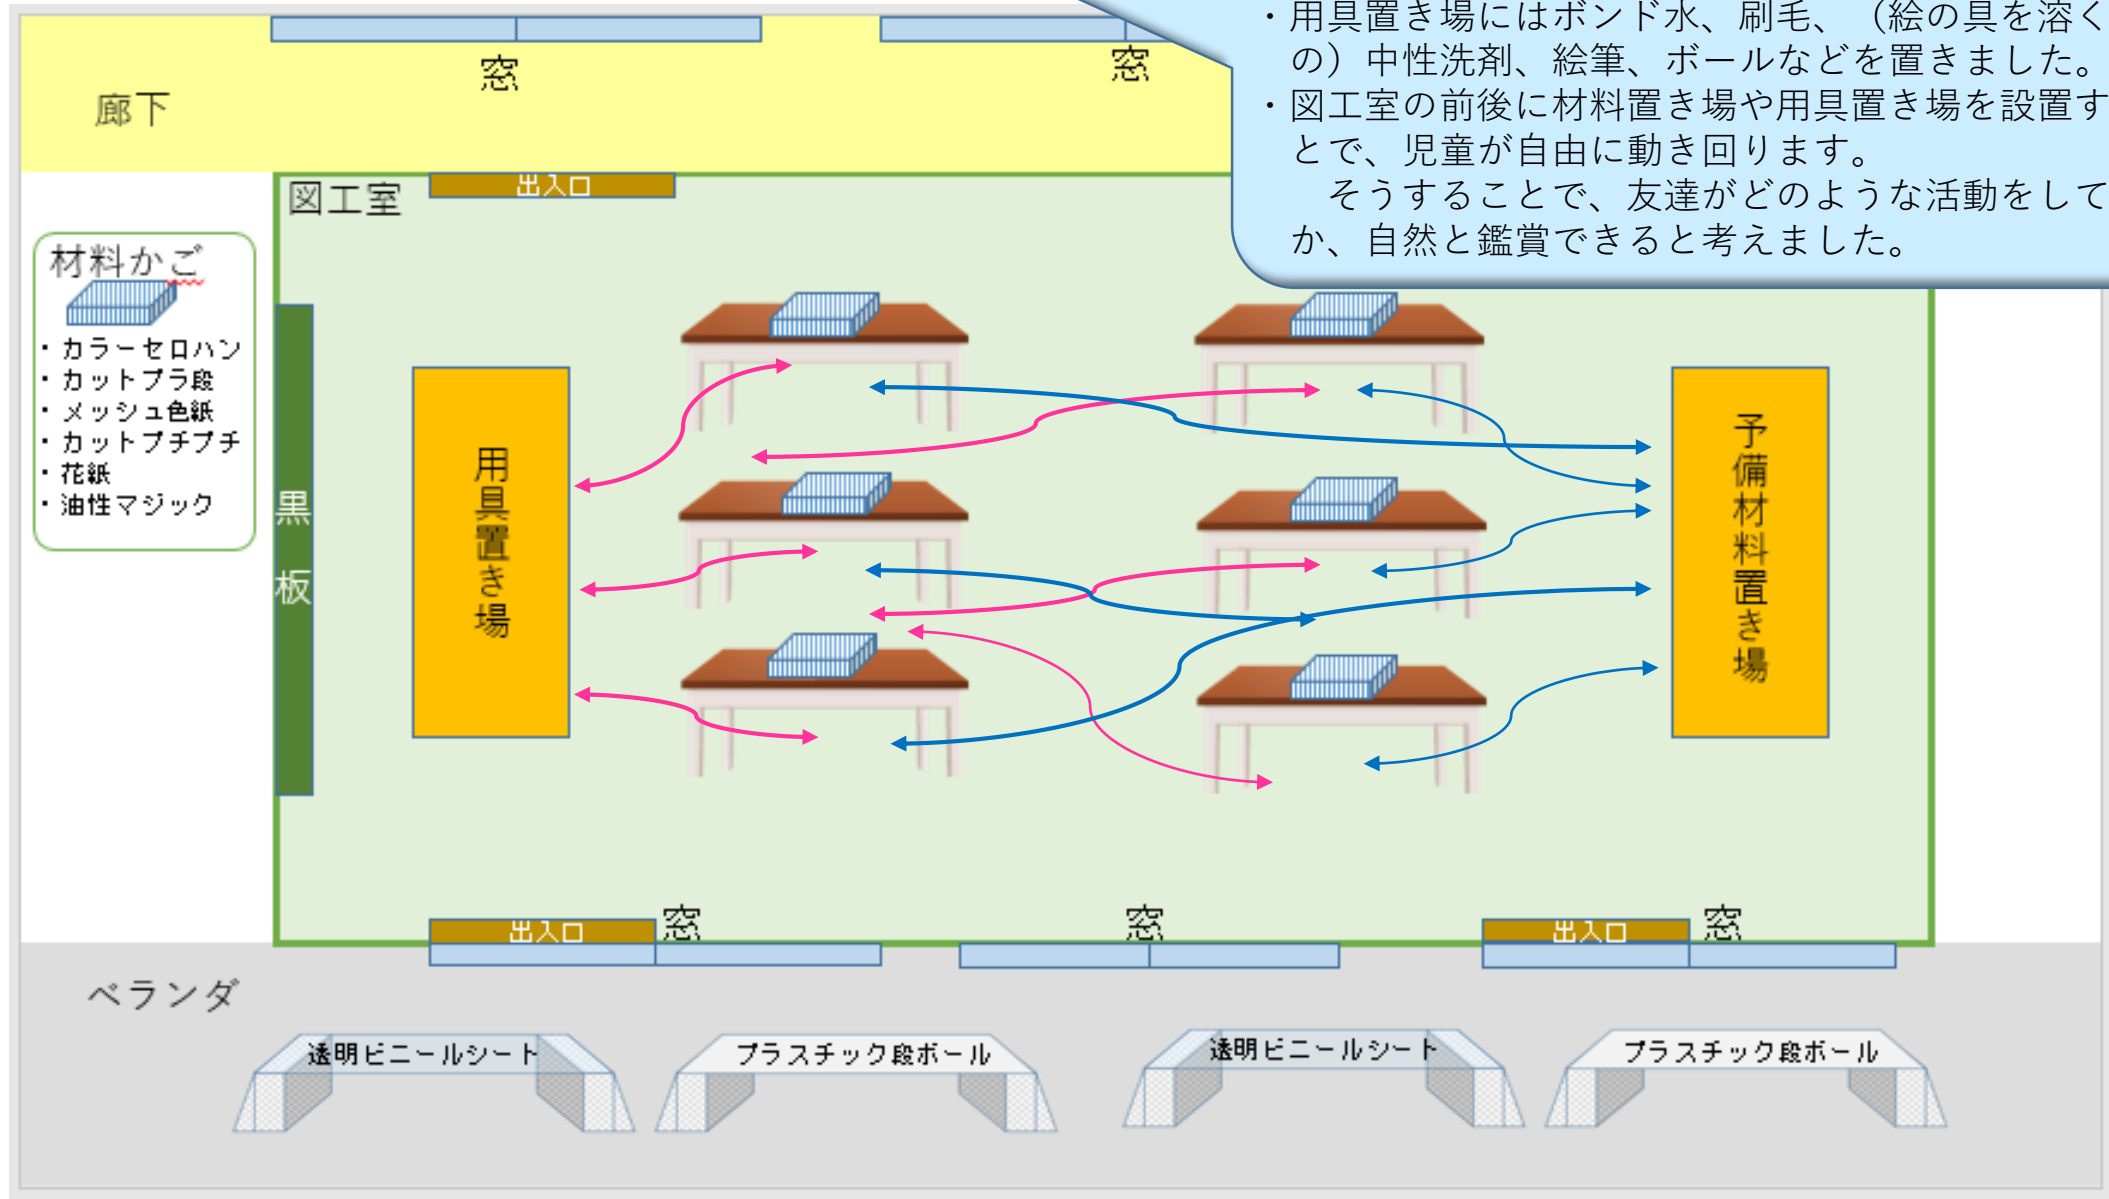 ・用具置き場にはボンド水、刷毛、（絵の具を溶く
の）中性洗剤、絵筆、ボールなどを置きました。
・図工室の前後に材料置き場や用具置き場を設置す
とで、児童が自由に動き回ります。
そうすることで、友達がどのような活動をして
か、自然と鑑賞できると考えました。
窓
窓
廊下
図工室
出入口
材料かご
・カラーセロハン
・カットプラ段
・メッシュ色紙
・カットプチプチ
・花紙
・油性マジック
黒板
用具置き場
予備材料置き場
出入口
窓
窓
出入口
窓
ベランダ
透明ビニールシート
プラスチック段ボール
透明ビニールシート
プラスチック段ボール